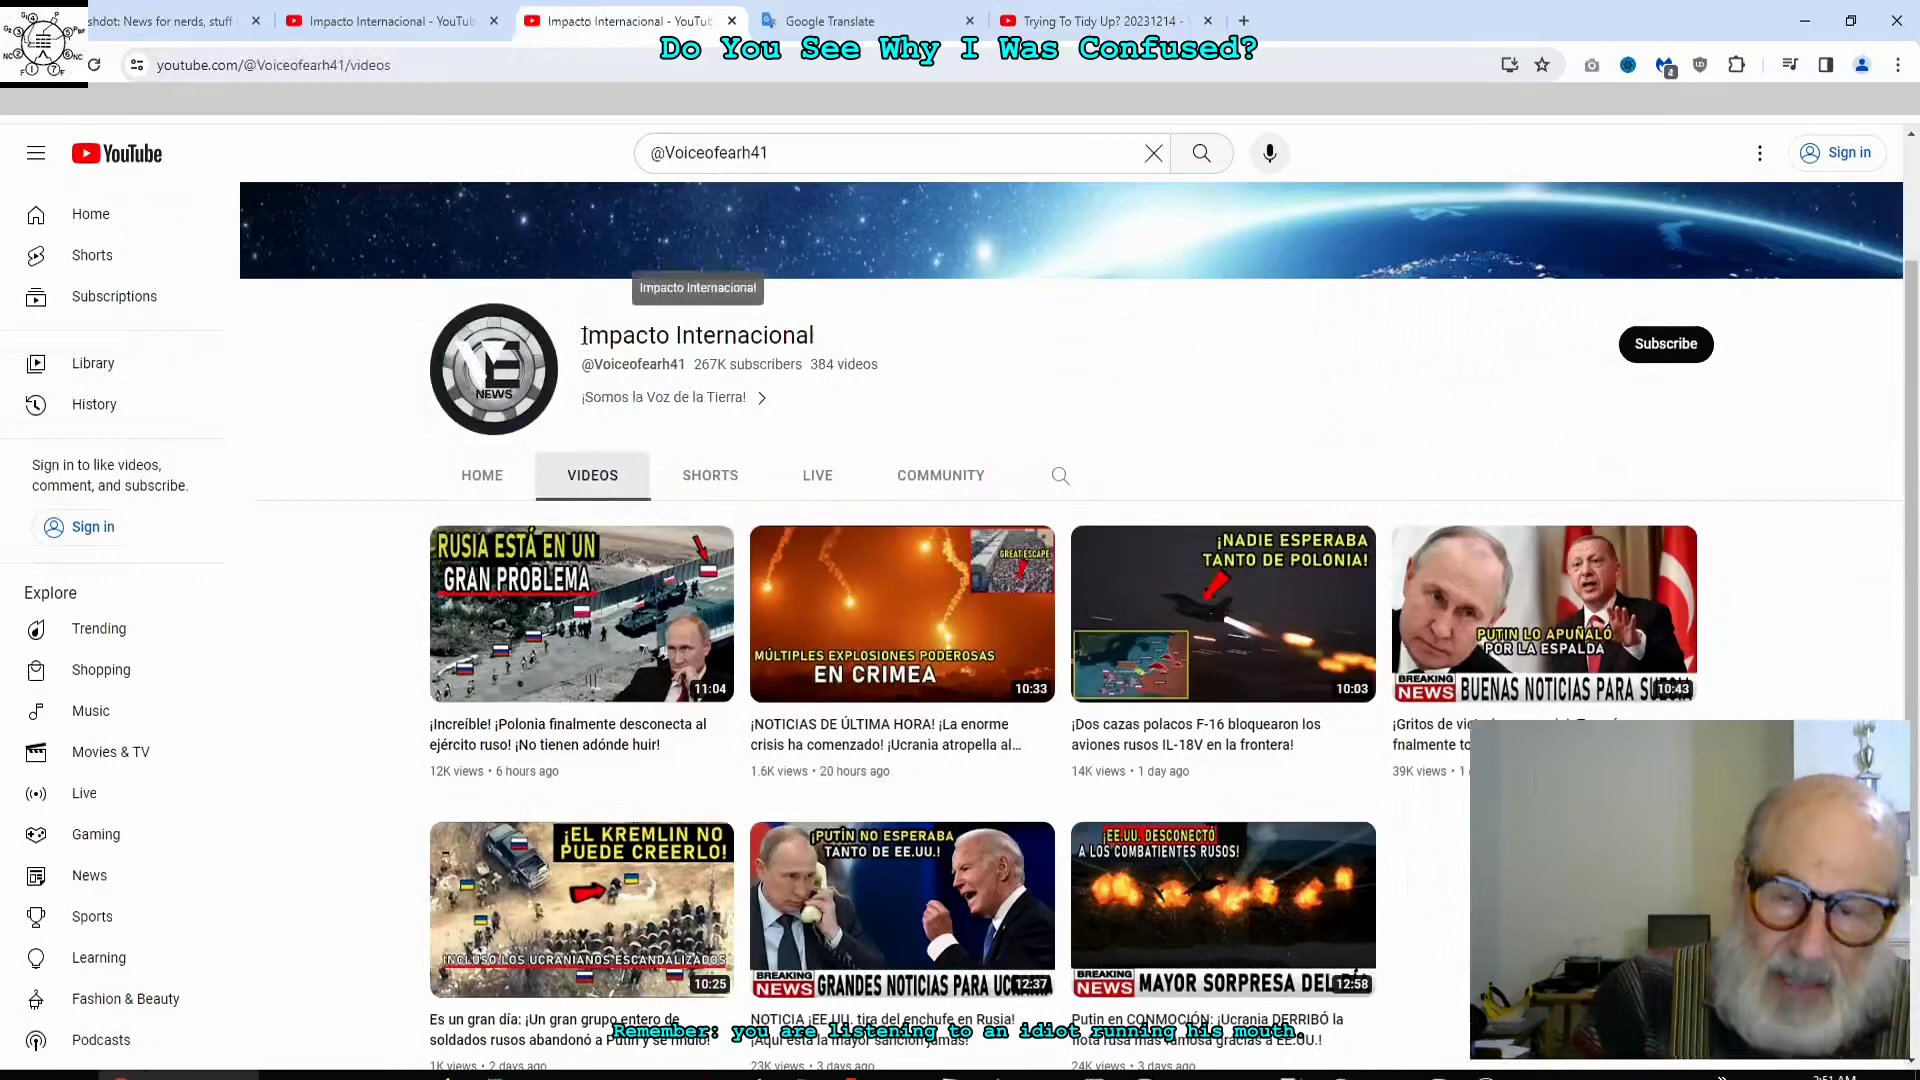 shdot: News for nerds, stuff
Impacto Internacional - YouTub
Impacto Internacional - YouTub
Google Translate
Trying To Tidy Up? 20231214 -
Do You See Why I Was Confused?
youtube.com/@Voiceofearh41/videos
YouTube
@Voiceofearh41
Sign in
Home
Shorts
Subscriptions
Library
History
Sign in to like videos,
comment, and subscribe.
Sign in
Explore
Trending
Shopping
Music
Movies & TV
Live
Gaming
News
Sports
Learning
Fashion & Beauty
Podcasts
Impacto Internacional
VE
NEWS
Impacto Internacional
@Voiceofearh41 267K subscribers 384 videos
¡Somos la Voz de la Tierra!
Subscribe
HOME
VIDEOS
SHORTS
LIVE
COMMUNITY
RUSIA ESTÁ EN UN
GRAN PROBLEMA
11:04
¡Increíble! ¡Polonia finalmente desconecta al
ejército ruso! ¡No tienen adónde huir!
12K views • 6 hours ago
GREAT ESCAPE
MÚLTIPLES EXPLOSIONES PODEROSAS
EN CRIMEA
10:33
¡NOTICIAS DE ÚLTIMA HORA! ¡La enorme
crisis ha comenzado! ¡Ucrania atropella al...
1.6K views • 20 hours ago
¡NADIE ESPERABA
TANTO DE POLONIA!
10:03
¡Dos cazas polacos F-16 bloquearon los
aviones rusos IL-18V en la frontera!
14K views • 1 day ago
PUTIN LO APUÑALÓ
POR LA ESPALDA
BREAKING
NEWS
BUENAS NOTICIAS PARA
10:43
¡Gritos de
39K views •
¡EL KREMLIN NO
PUEDE CREERLO!
INCLUSO LOS UCRANIANOS ESCANDALIZADOS
10:25
Es un gran día: ¡Un gran grupo entero de
soldados rusos abandonó a Putin y se rindió!
1K views • 2 days ago
¡PUTÍN NO ESPERABA
TANTO DE EE.UU.!
BREAKING
NEWS
GRANDES NOTICIAS PARA
12:37
NOTICIA ¡EE.UU. tira del enchufe en Rusia!
¡Aquí está la mayor sanción jamás!
23K views • 3 days ago
¡EE.UU. DESCONECTÓ
A LOS COMBATIENTES RUSOS!
BREAKING
NEWS
MAYOR SORPRESA DEL
12:58
Putin en CONMOCIÓN: ¡Ucrania DERRIBÓ la
flota rusa más famosa gracias a EE.UU.!
24K views • 3 days ago
Remember: you are listening to an idiot running his mouth.
2:51 AM